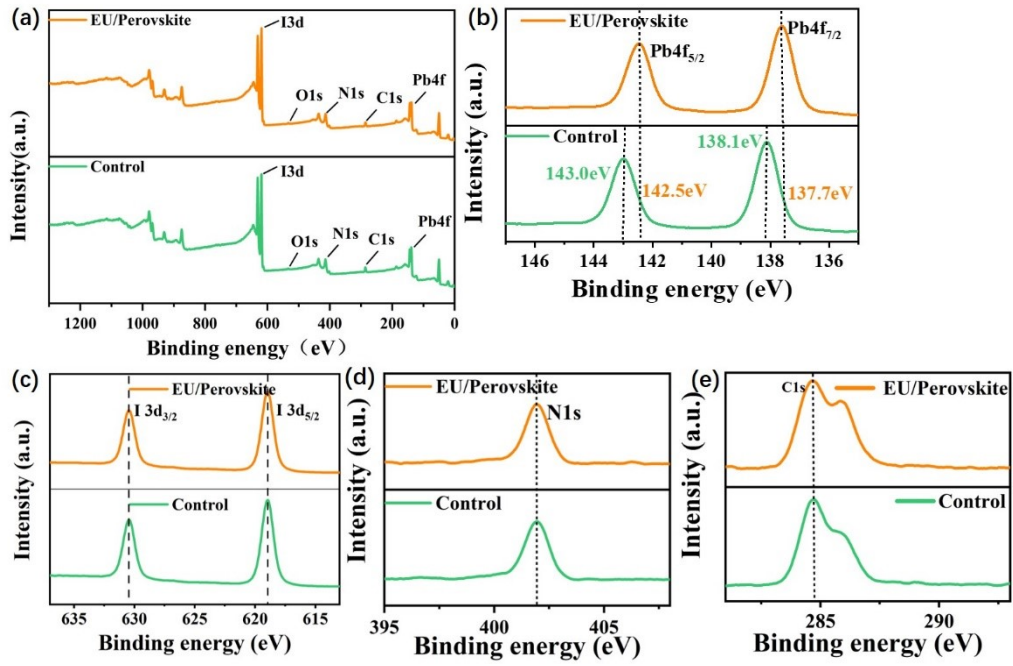 (a)
EU/Perovskite
I3d
O1s
N1s
C1s
Pb4f
Control
I3d
O1s
N1s
C1s
Pb4f
Intensity(a.u.)
1200 1000 800 600 400 200 0
Binding enengy (eV)
(b)
EU/Perovskite
Pb4f5/2
Pb4f7/2
Control
143.0eV
142.5eV
138.1eV
137.7eV
Intensity (a.u.)
146 144 142 140 138 136
Binding energy (eV)
(c)
EU/Perovskite
I 3d3/2
I 3d5/2
Control
Intensity (a.u.)
635 630 625 620 615
Binding energy (eV)
(d)
EU/Perovskite
N1s
Control
Intensity (a.u.)
395 400 405
Binding energy (eV)
(e)
C1s
EU/Perovskite
Control
Intensity (a.u.)
285 290
Binding energy (eV)